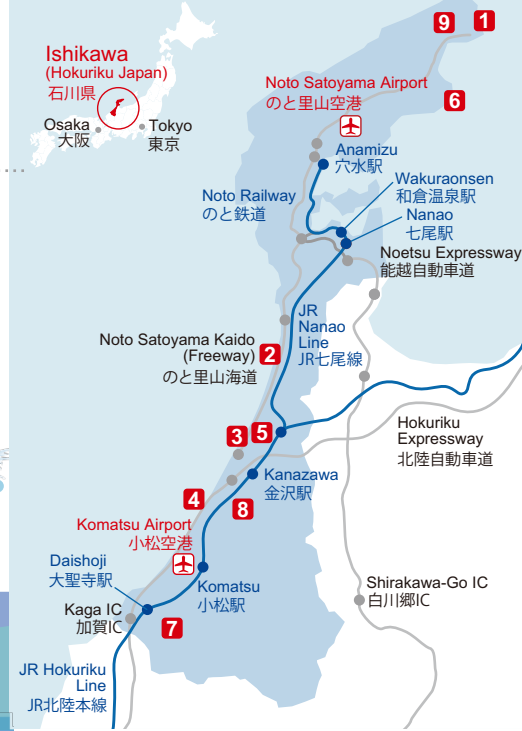 9
1
Ishikawa
(Hokuriku Japan)
石川県
Osaka
大阪
Tokyo
東京
Noto Satoyama Airport
のと里山空港
6
Anamizu
穴水駅
Wakuraonsen
和倉温泉駅
Noto Railway
のと鉄道
Nanao
七尾駅
Noetsu Expressway
能越自動車道
JR
Nanao
Line
JR七尾線
Noto Satoyama Kaido
(Freeway)
のと里山海道
2
3
5
Hokuriku
Expressway
北陸自動車道
Kanazawa
金沢駅
4
8
Komatsu Airport
小松空港
Daishoji
大聖寺駅
Komatsu
小松駅
Shirakawa-Go IC
白川郷IC
Kaga IC
加賀IC
7
JR Hokuriku
Line
JR北陸本線